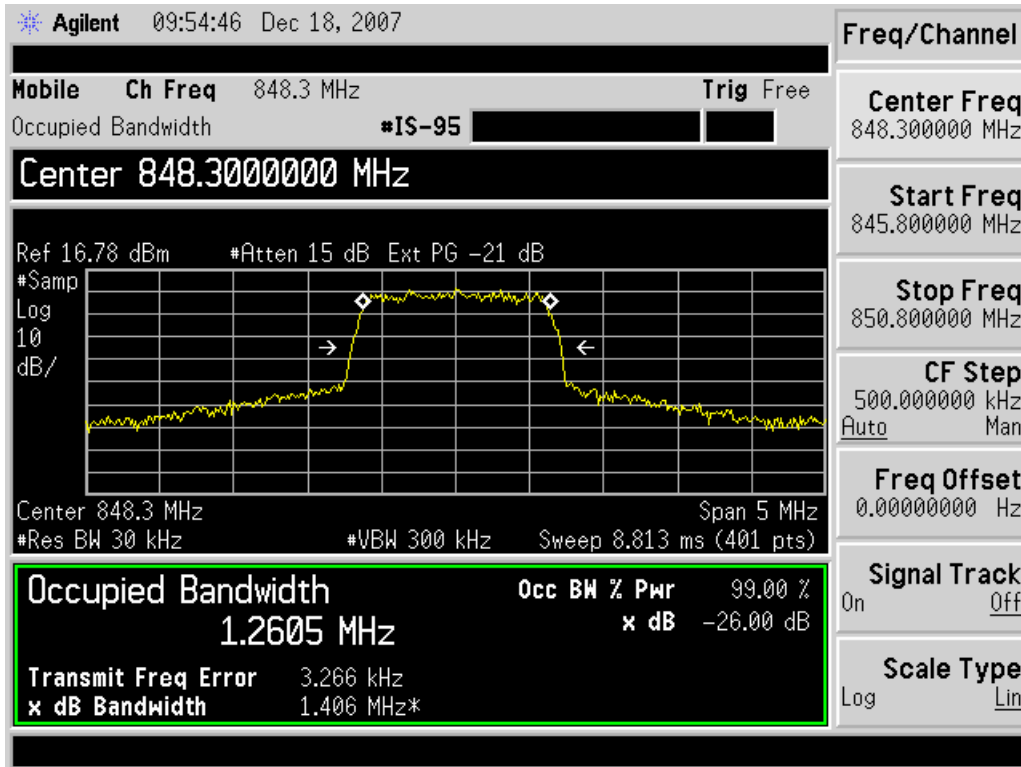 Agilent 09:54:46 Dec 18, 2007
Mobile Ch Freq 848.3 MHz Trig Free
Occupied Bandwidth #IS-95
Center 848.3000000 MHz
Ref 16.78 dBm #Atten 15 dB Ext PG -21 dB
#Samp
Log
10
dB/
Center 848.3 MHz Span 5 MHz
#Res BW 30 kHz #VBW 300 kHz Sweep 8.813 ms (401 pts)
Occupied Bandwidth Occ BW % Pwr 99.00 %
1.2605 MHz x dB -26.00 dB
Transmit Freq Error 3.266 kHz
x dB Bandwidth 1.406 MHz*
Freq/Channel
Center Freq
848.300000 MHz
Start Freq
845.800000 MHz
Stop Freq
850.800000 MHz
CF Step
500.000000 kHz
Auto Man
Freq Offset
0.00000000 Hz
Signal Track
On Off
Scale Type
Log Lin